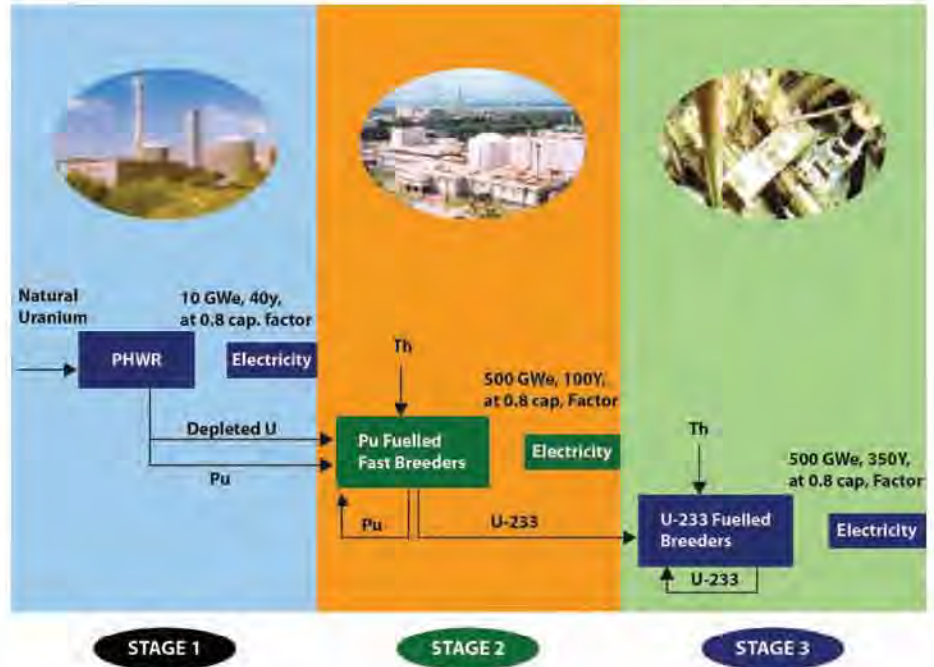 Natural
Uranium
10 GWe, 40y,
at 0.8 cap. factor
PHWR
Electricity
Depleted U
Pu
Th
500 GWe, 100Y,
at 0.8 cap, Factor
Pu Fuelled
Fast Breeders
Electricity
Pu
U-233
Th
500 GWe, 350Y,
at 0.8 cap, Factor
U-233 Fuelled
Breeders
Electricity
U-233
STAGE 1
STAGE 2
STAGE 3